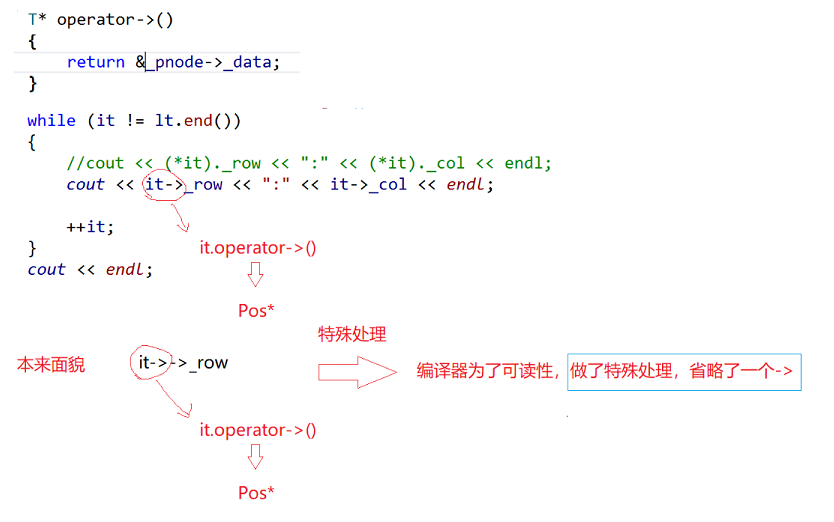 T* operator->()
{
return &_pnode->_data;
}
while (it != lt.end())
{
//cout << (*it)._row << ":" << (*it)._col << endl;
cout << it->_row << ":" << it->_col << endl;
++it;
}
cout << endl;
it.operator->()
Pos*
特殊处理
本来面貌 it->->_row 编译器为了可读性，做了特殊处理，省略了一个->
it.operator->()
Pos*